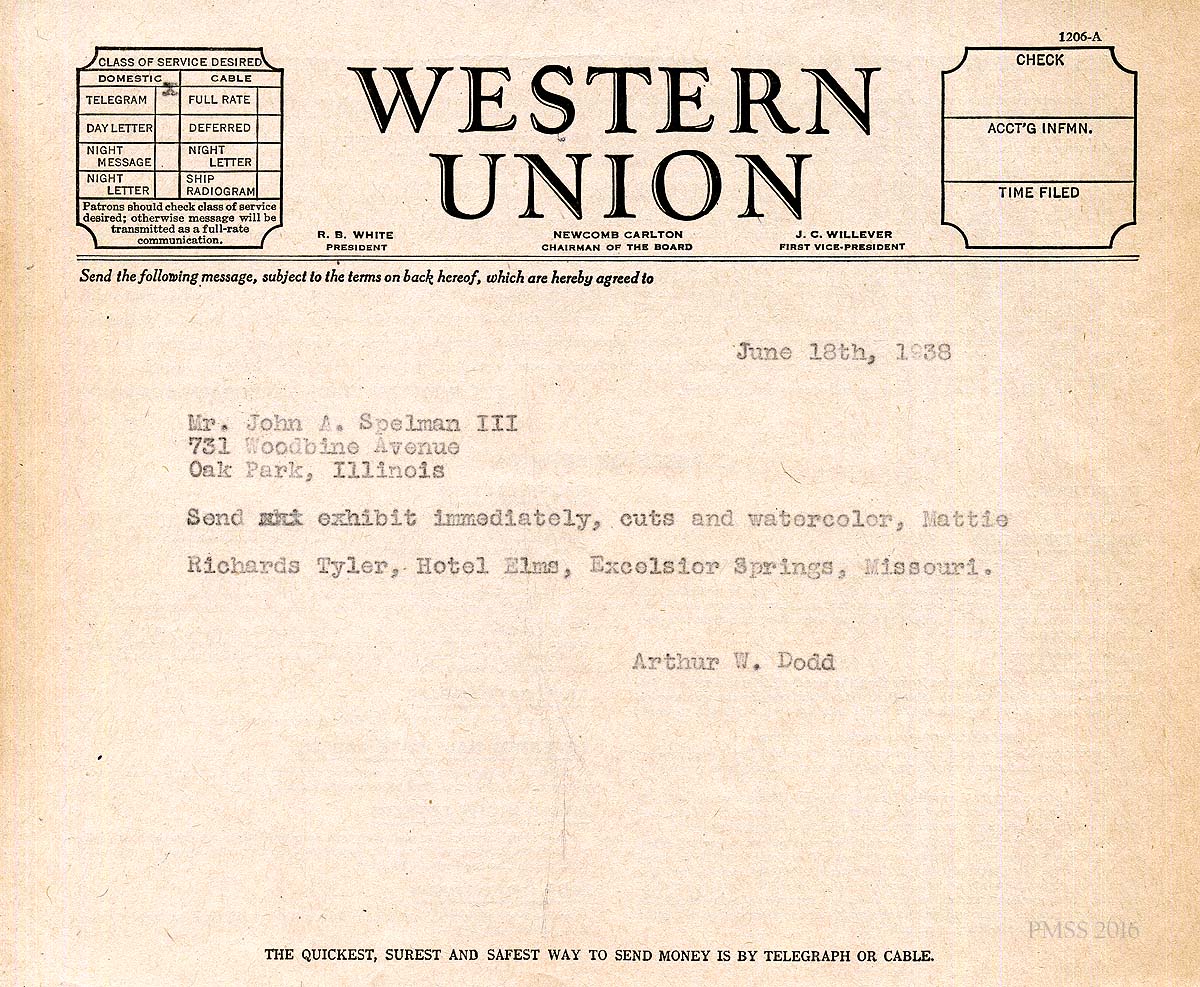 1206-A
CLASS OF SERVICE DESIRED
DOMESTIC CABLE
TELEGRAM X FULL RATE
DAY LETTER DEFERRED
NIGHT MESSAGE NIGHT LETTER
NIGHT LETTER SHIP RADIOGRAM
Patrons should check class of service
desired; otherwise message will be
transmitted as a full-rate
communication.
WESTERN
UNION
R. B. WHITE
PRESIDENT
NEWCOMB CARLTON
CHAIRMAN OF THE BOARD
J. C. WILLEVER
FIRST VICE-PRESIDENT
CHECK
ACCT'G INFMN.
TIME FILED
Send the following message, subject to the terms on back hereof, which are hereby agreed to
June 18th, 1938
Mr. John A. Spelman III
731 Woodbine Avenue
Oak Park, Illinois
Send exhibit immediately, cuts and watercolor, Mattie
Richards Tyler, Hotel Elms, Excelsior Springs, Missouri.
Arthur W. Dodd
PMSS 2016
THE QUICKEST, SUREST AND SAFEST WAY TO SEND MONEY IS BY TELEGRAPH OR CABLE.